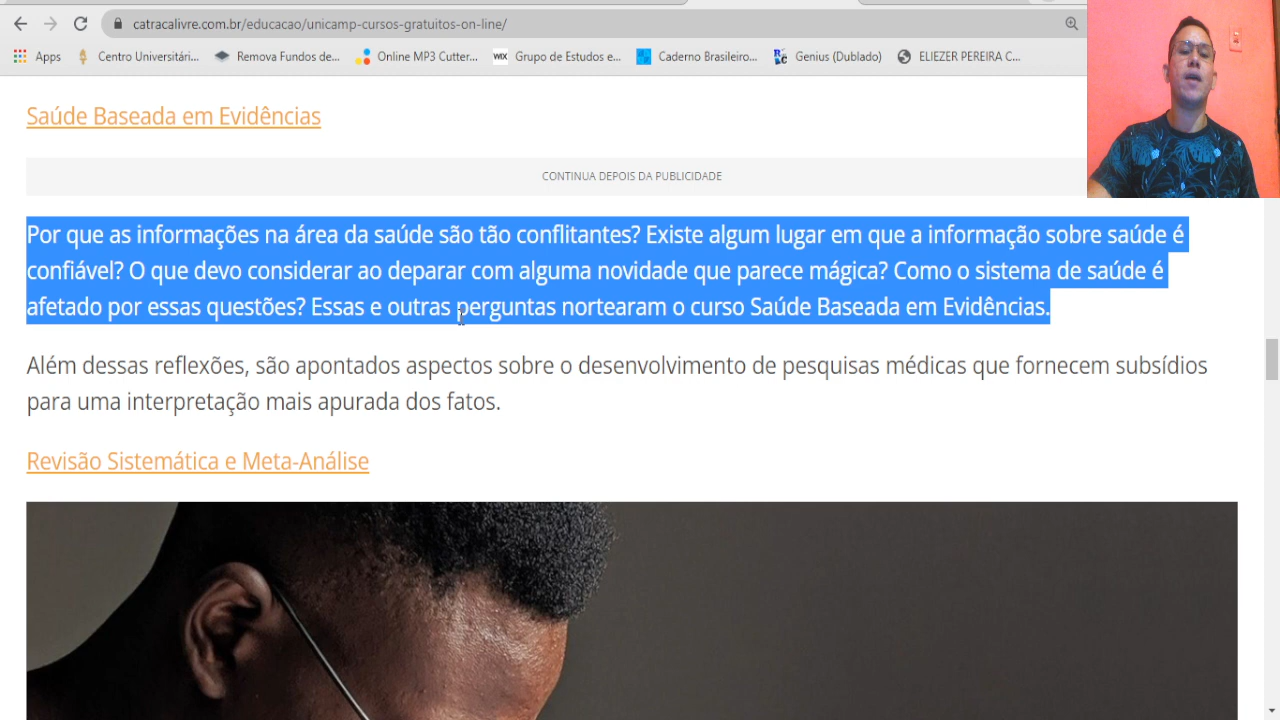 catracalivre.com.br/educacao/unicamp-cursos-gratuitos-on-line/
Apps
Centro Universitári...
Remova Fundos de...
Online MP3 Cutter...
WIX
Grupo de Estudos e...
Caderno Brasileiro...
Genius (Dublado)
ELIEZER PEREIRA C...
Saúde Baseada em Evidências
CONTINUA DEPOIS DA PUBLICIDADE
Por que as informações na área da saúde são tão conflitantes? Existe algum lugar em que a informação sobre saúde é
confiável? O que devo considerar ao deparar com alguma novidade que parece mágica? Como o sistema de saúde é
afetado por essas questões? Essas e outras perguntas nortearam o curso Saúde Baseada em Evidências.
Além dessas reflexões, são apontados aspectos sobre o desenvolvimento de pesquisas médicas que fornecem subsídios
para uma interpretação mais apurada dos fatos.
Revisão Sistemática e Meta-Análise